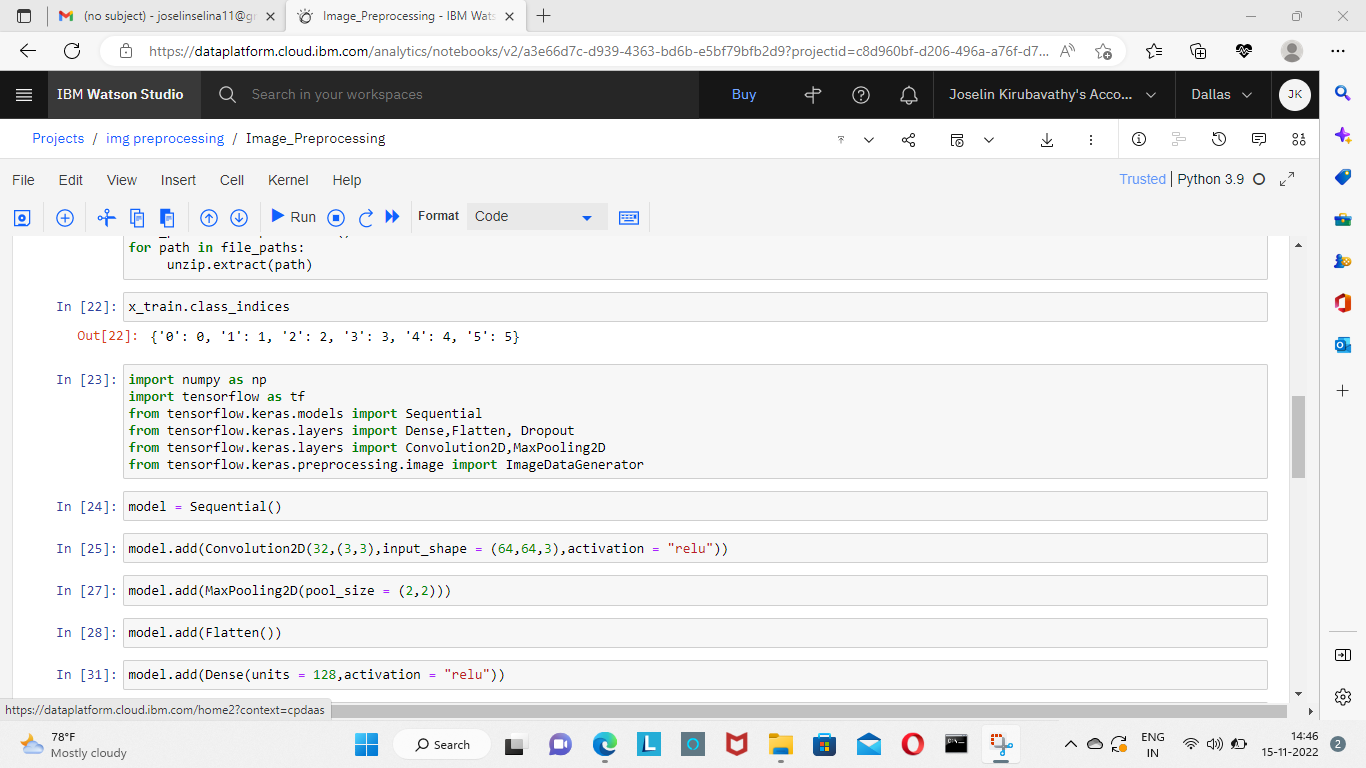 (no subject) - joselinselina11@gr
Image_Preprocessing - IBM Wats
https://dataplatform.cloud.ibm.com/analytics/notebooks/v2/a3e66d7c-d939-4363-bd6b-e5bf79bfb2d9?projectid=c8d960bf-d206-496a-a76f-d7...
IBM Watson Studio
Search in your workspaces
Buy
Joselin Kirubavathy's Acco...
Dallas
JK
Projects / img preprocessing / Image_Preprocessing
File Edit View Insert Cell Kernel Help
Trusted | Python 3.9
Run
Format
Code
for path in file_paths:
unzip.extract(path)
In [22]: x_train.class_indices
Out[22]: {'0': 0, '1': 1, '2': 2, '3': 3, '4': 4, '5': 5}
In [23]: import numpy as np
import tensorflow as tf
from tensorflow.keras.models import Sequential
from tensorflow.keras.layers import Dense,Flatten, Dropout
from tensorflow.keras.layers import Convolution2D,MaxPooling2D
from tensorflow.keras.preprocessing.image import ImageDataGenerator
In [24]: model = Sequential()
In [25]: model.add(Convolution2D(32,(3,3),input_shape = (64,64,3),activation = "relu"))
In [27]: model.add(MaxPooling2D(pool_size = (2,2)))
In [28]: model.add(Flatten())
In [31]: model.add(Dense(units = 128,activation = "relu"))
https://dataplatform.cloud.ibm.com/home2?context=cpdaas
78°F
Mostly cloudy
Search
ENG
IN
14:46
15-11-2022
2